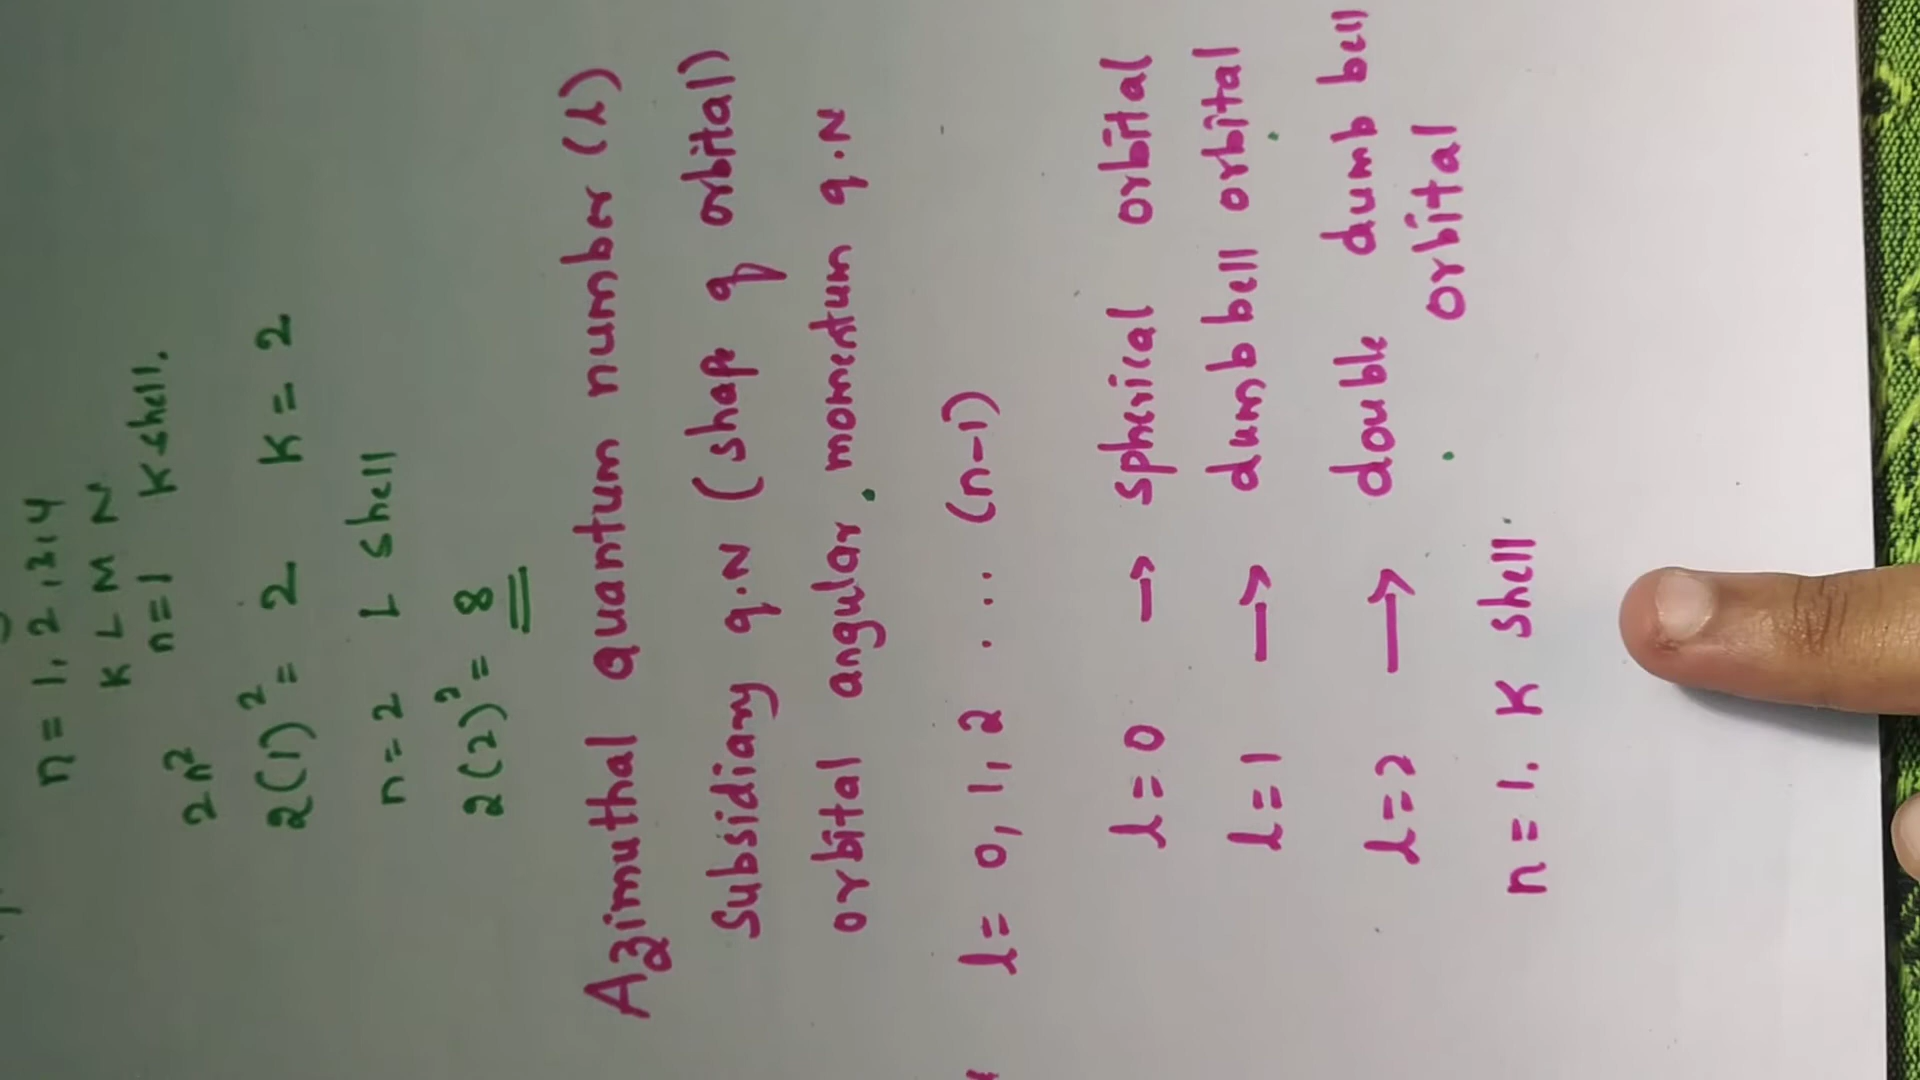 n = 1, 2, 3, 4
K L M N
n=1 K shell.
2n²
2(1)² = 2 K = 2
n = 2 L shell
2(2)² = 8
Azimuthal quantum number (l)
Subsidiary q.N (shape of orbital)
orbital angular momentum q.N
l = 0, 1, 2 ... (n-1)
l = 0 → spherical orbital
l = 1 → dumb bell orbital
l = 2 → double dumb bell
orbital
n = 1. K shell.